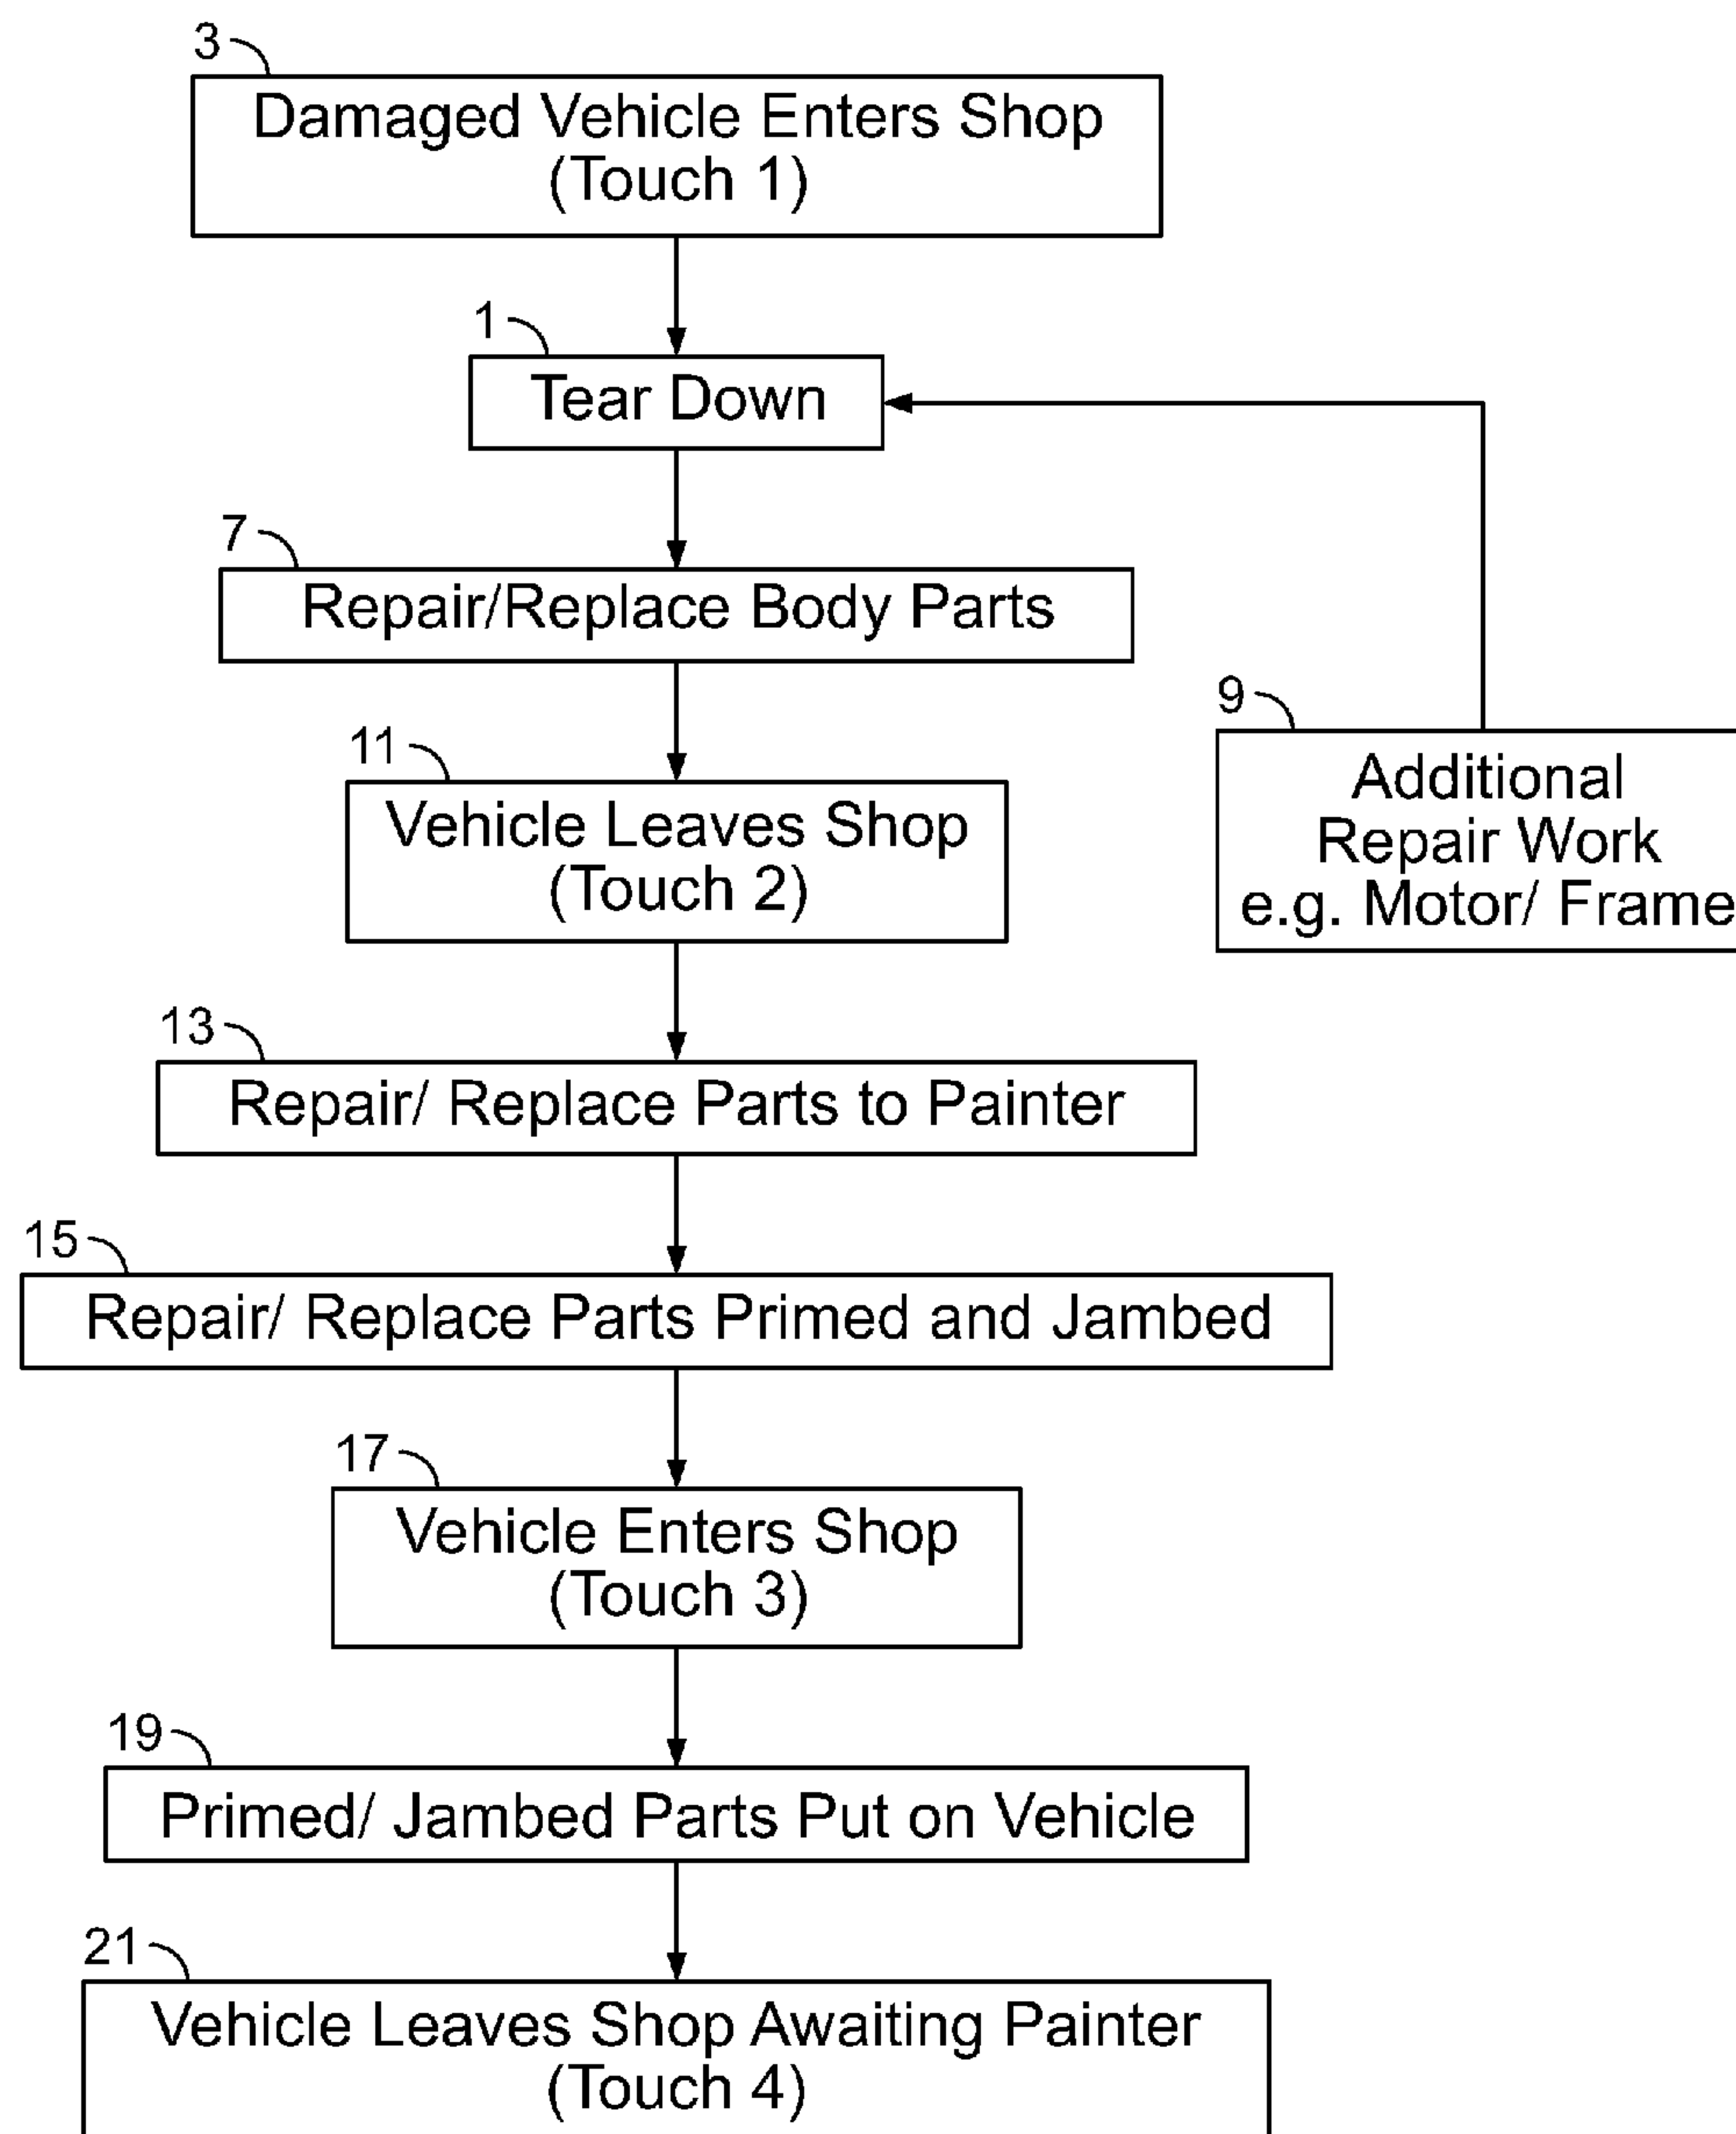 3
Damaged Vehicle Enters Shop
(Touch 1)
1
Tear Down
7
Repair/Replace Body Parts
9
Additional
Repair Work
e.g. Motor/ Frame
11
Vehicle Leaves Shop
(Touch 2)
13
Repair/ Replace Parts to Painter
15
Repair/ Replace Parts Primed and Jambed
17
Vehicle Enters Shop
(Touch 3)
19
Primed/ Jambed Parts Put on Vehicle
21
Vehicle Leaves Shop Awaiting Painter
(Touch 4)